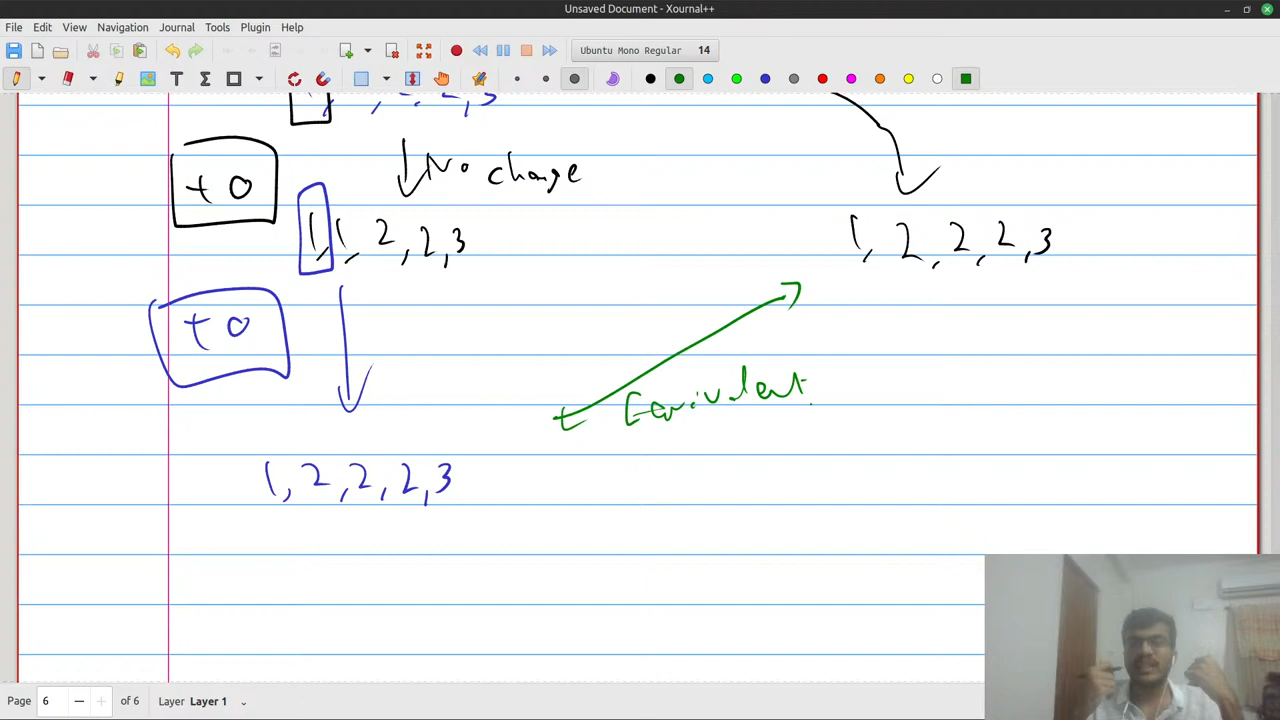 Unsaved Document - Xournal++
File Edit View Navigation Journal Tools Plugin Help
Ubuntu Mono Regular 14
+ 0
No change
1, 1, 2, 2, 3
1, 2, 2, 2, 3
+ 0
Equivalent
1, 2, 2, 2, 3
Page 6 of 6 Layer Layer 1